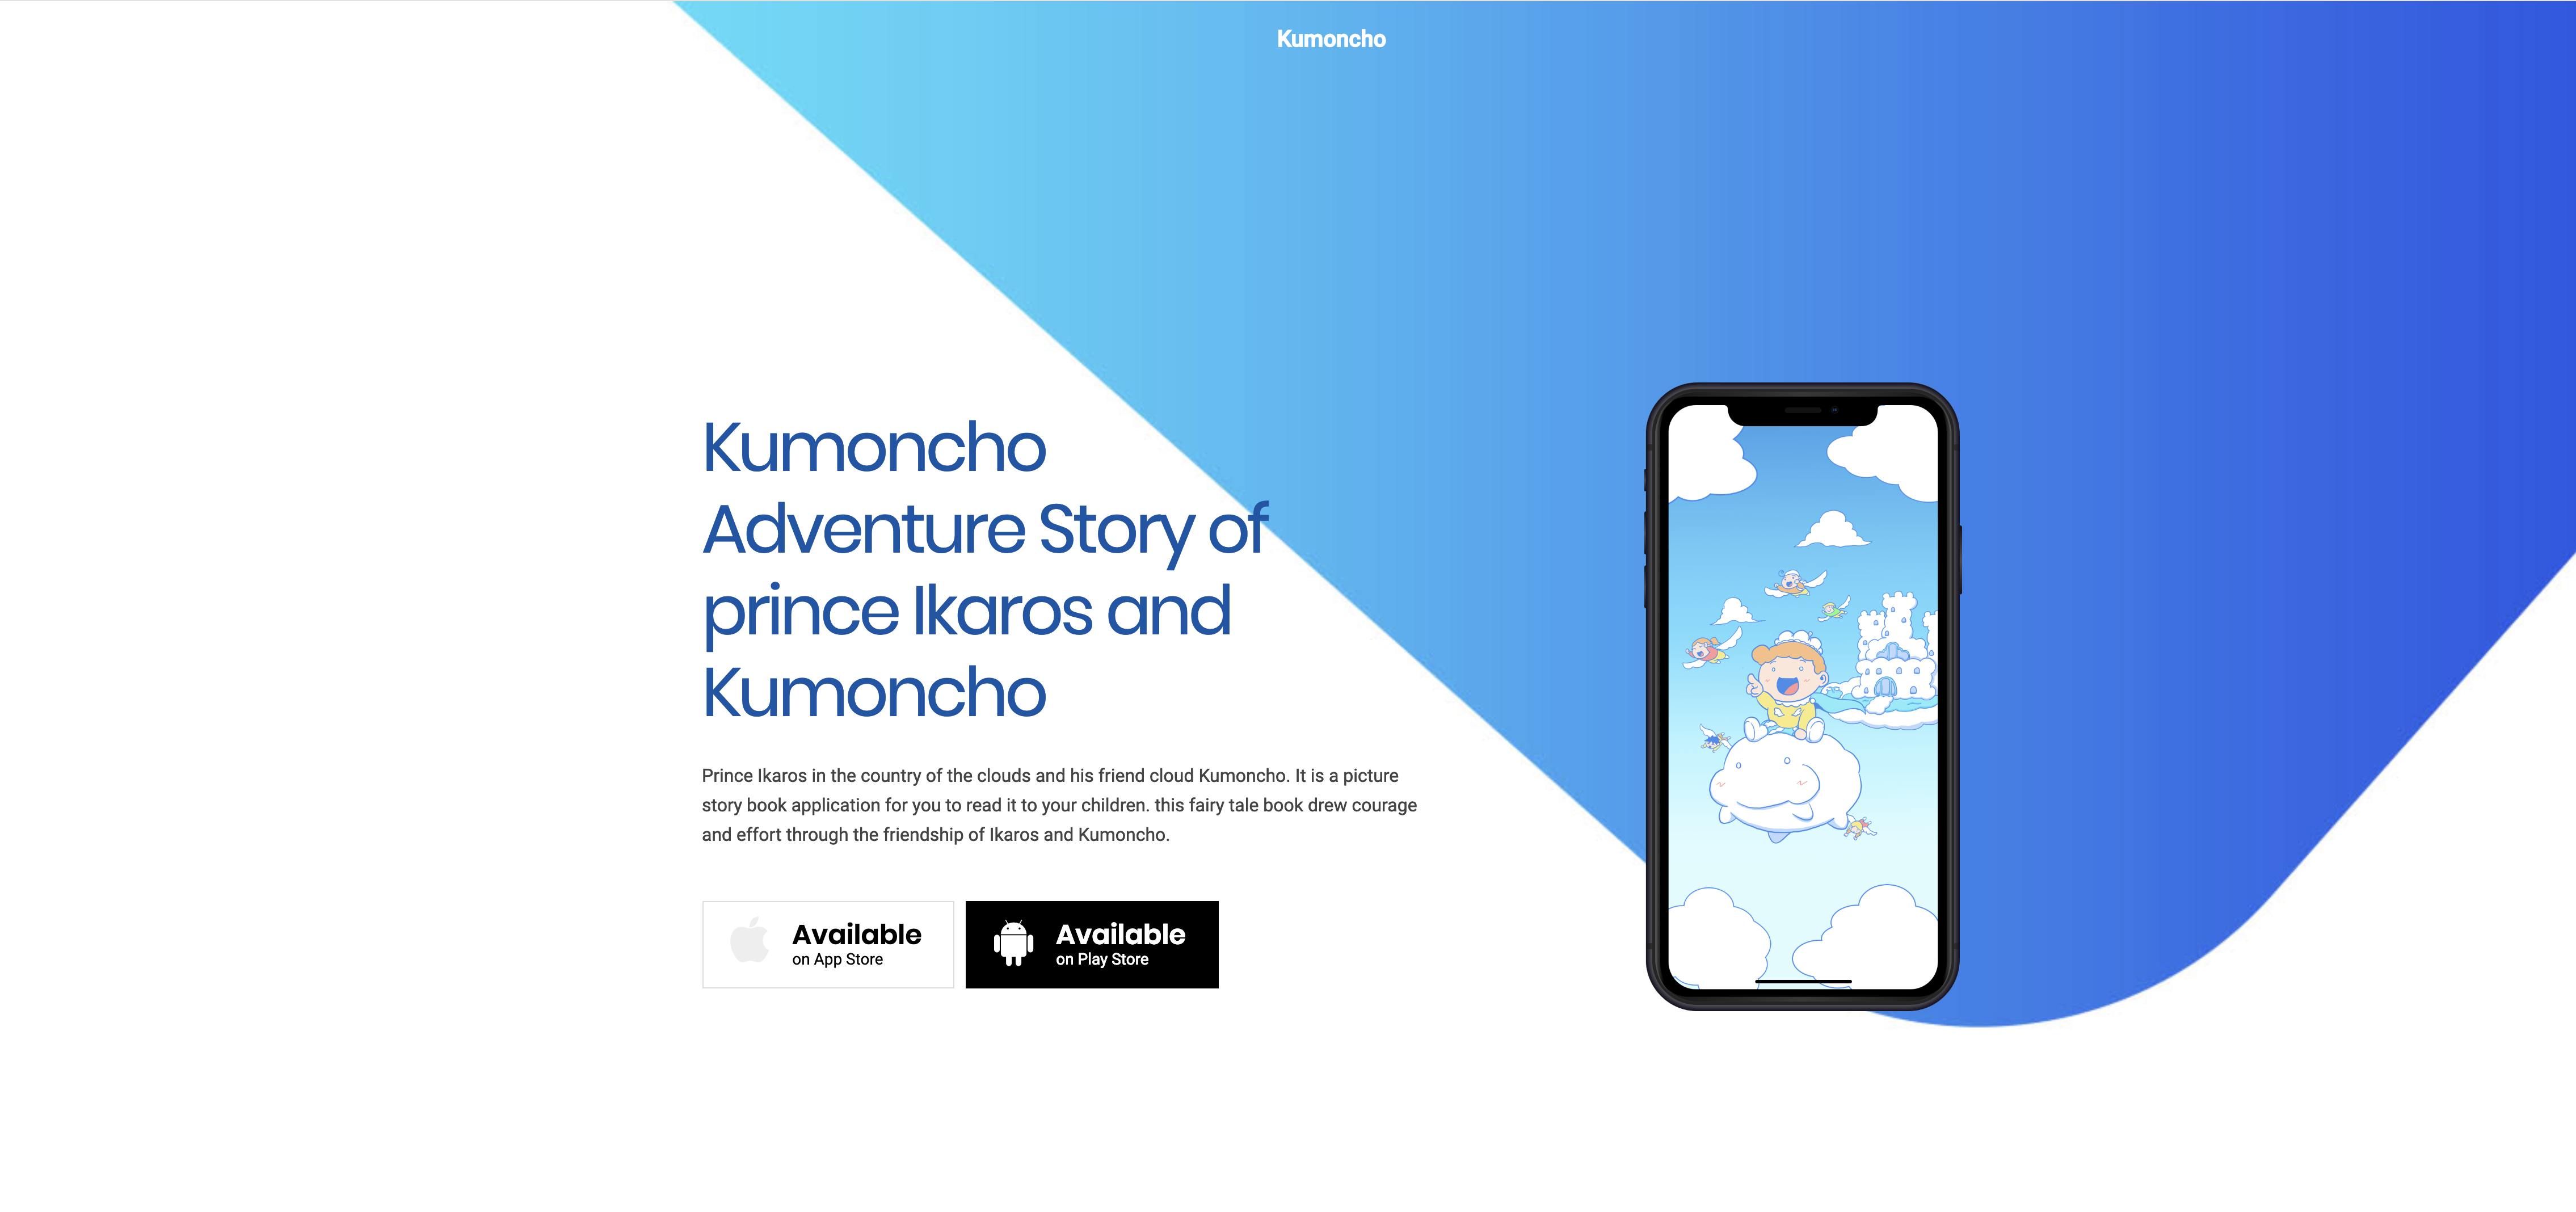 Kumoncho
Kumoncho
Adventure Story of
prince Ikaros and
Kumoncho
Prince Ikaros in the country of the clouds and his friend cloud Kumoncho. It is a picture
story book application for you to read it to your children. this fairy tale book drew courage
and effort through the friendship of Ikaros and Kumoncho.
Available
on App Store
Available
on Play Store